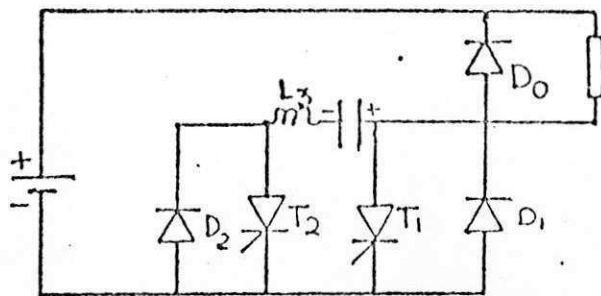 D₀
Lx
- +
+
-
D₂
T₂
T₁
D₁